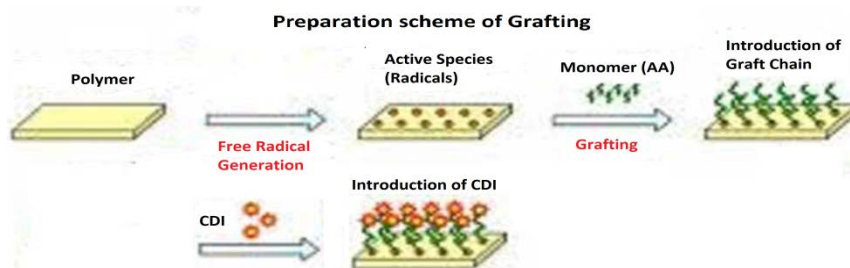 Preparation scheme of Grafting
Polymer
Free Radical
Generation
Active Species
(Radicals)
Monomer (AA)
Grafting
Introduction of
Graft Chain
CDI
Introduction of CDI